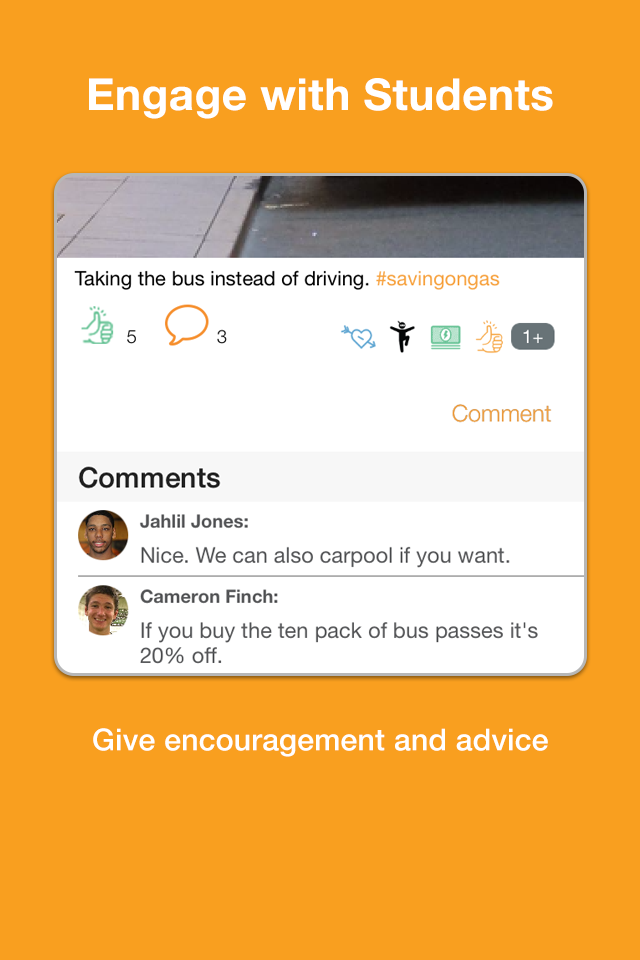 Engage with Students
Taking the bus instead of driving. #savingongas
5 3 1+
Comment
Comments
Jahlil Jones:
Nice. We can also carpool if you want.
Cameron Finch:
If you buy the ten pack of bus passes it's
20% off.
Give encouragement and advice